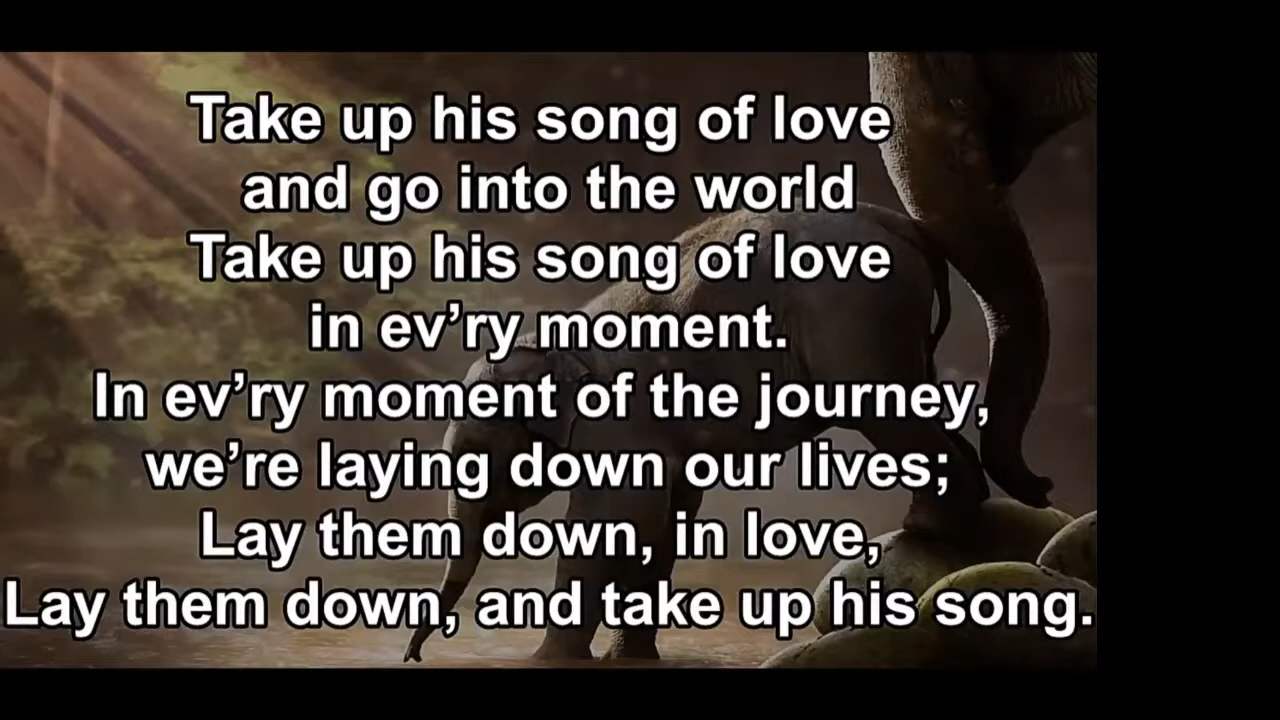 Take up his song of love
and go into the world
Take up his song of love
in ev’ry moment.
In ev’ry moment of the journey,
we’re laying down our lives;
Lay them down, in love,
Lay them down, and take up his song.